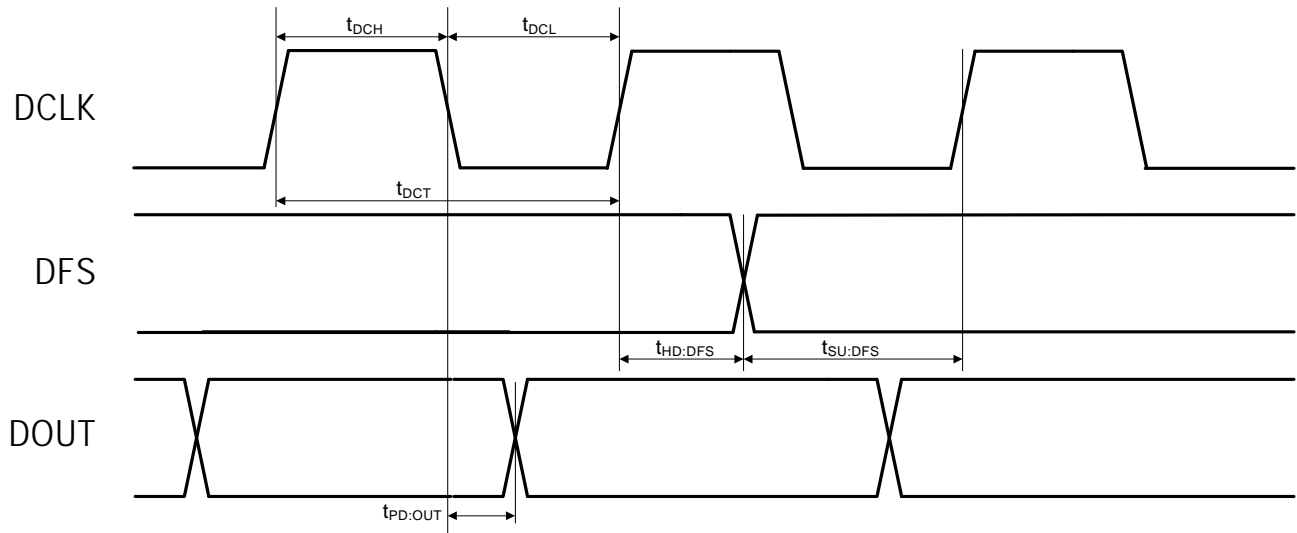 tDCH
tDCL
DCLK
tDCT
DFS
tHD:DFS
tSU:DFS
DOUT
tPD:OUT